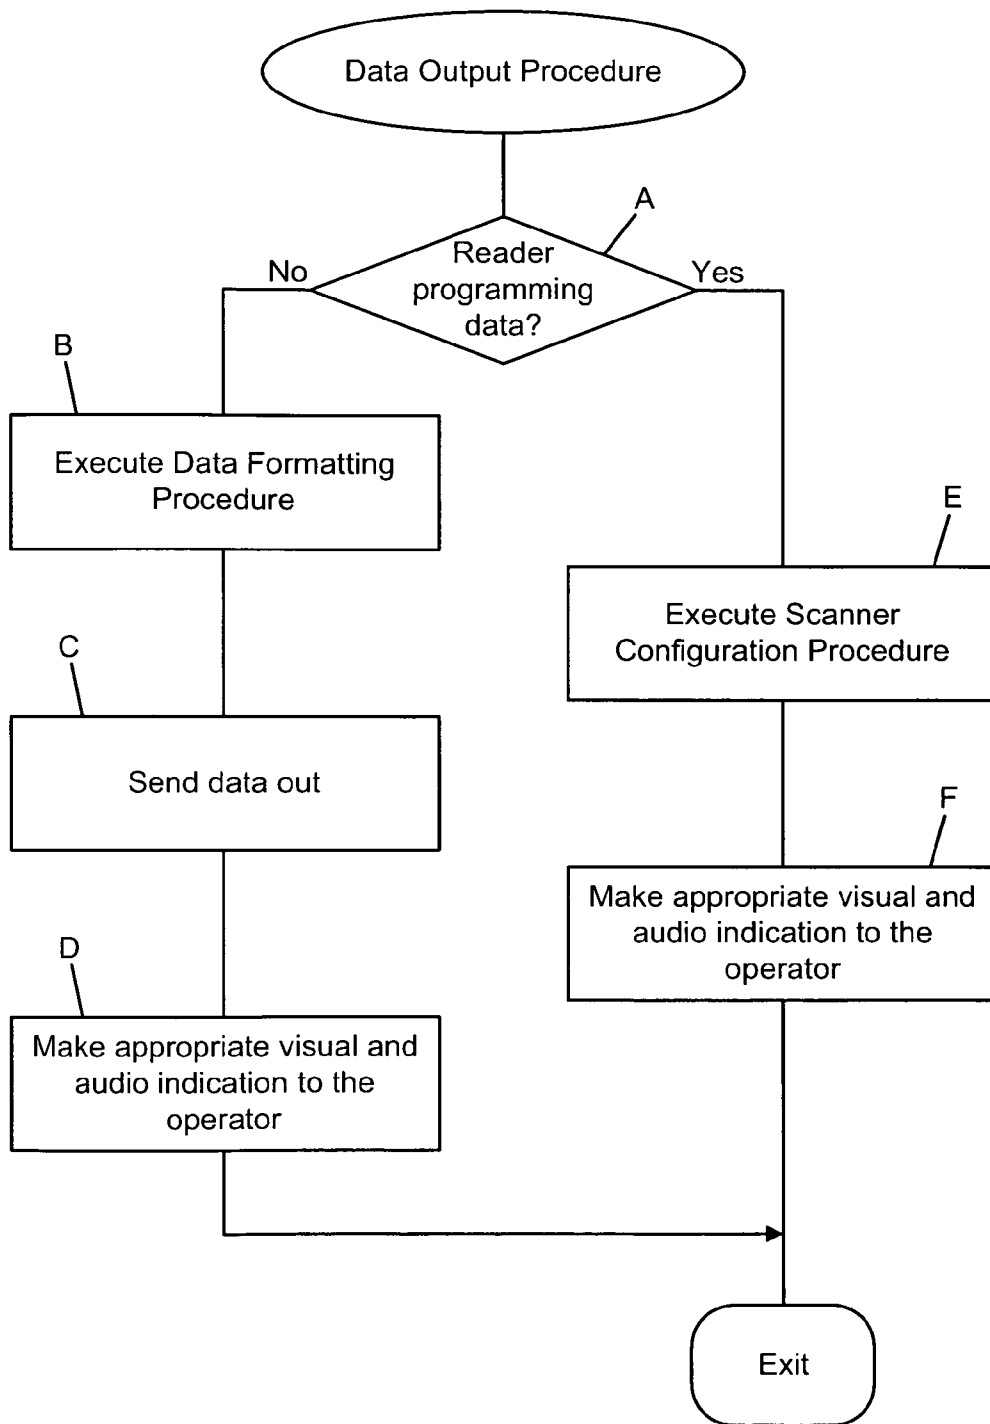 Data Output Procedure
A
Reader
programming
data?
No
Yes
B
Execute Data Formatting
Procedure
E
Execute Scanner
Configuration Procedure
C
Send data out
F
Make appropriate visual and
audio indication to the
operator
D
Make appropriate visual and
audio indication to the
operator
Exit